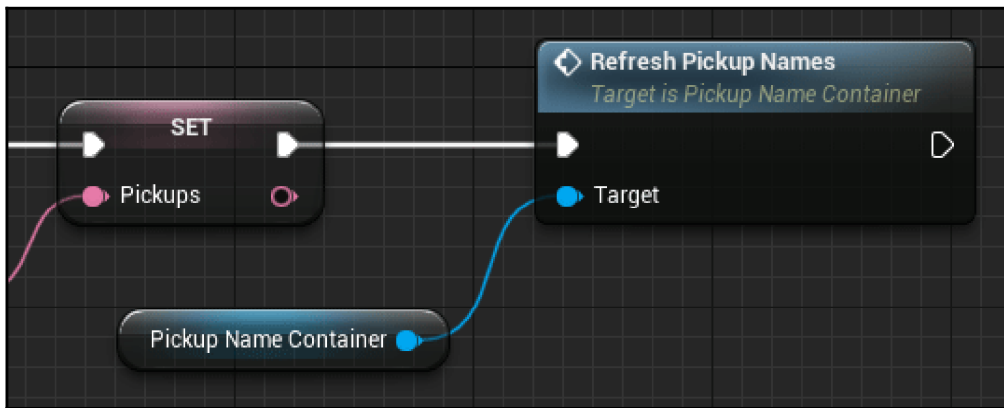 Refresh Pickup Names
Target is Pickup Name Container
SET
Pickups
Target
Pickup Name Container